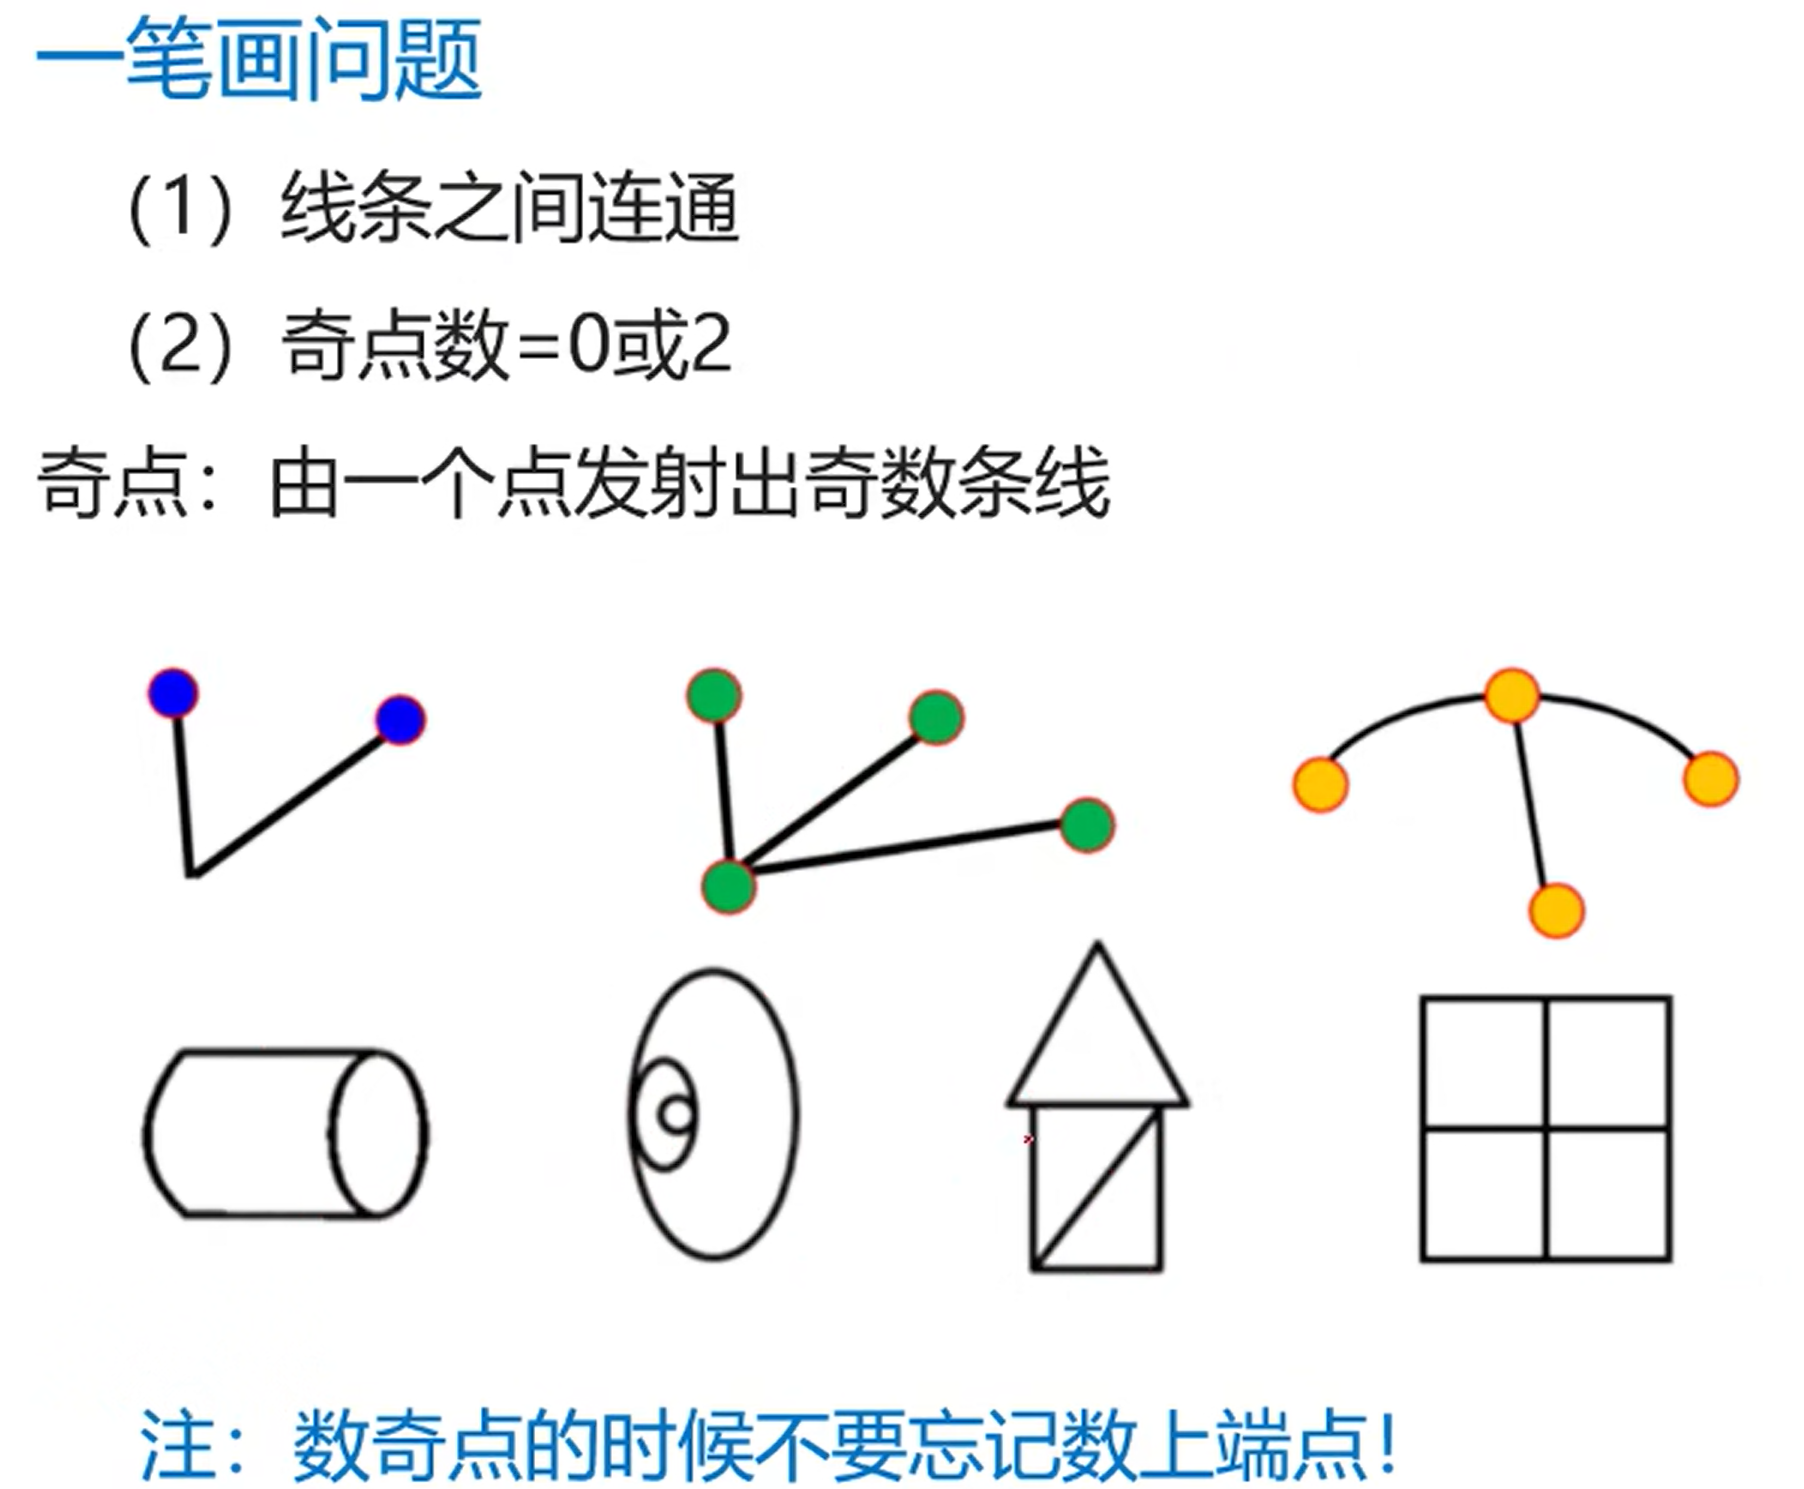 一笔画问题
（1）线条之间连通
（2）奇点数=0或2
奇点：由一个点发射出奇数条线
注：数奇点的时候不要忘记数上端点！